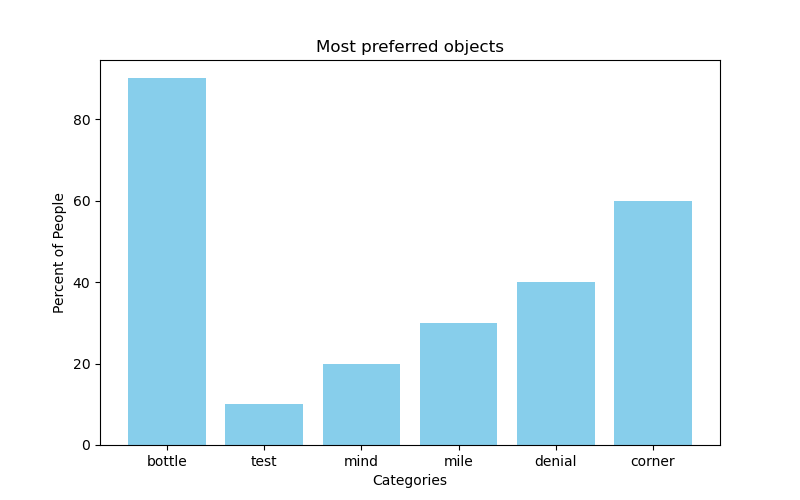 Most preferred objects
Percent of People
80
60
40
20
0
bottle test mind mile denial corner
Categories